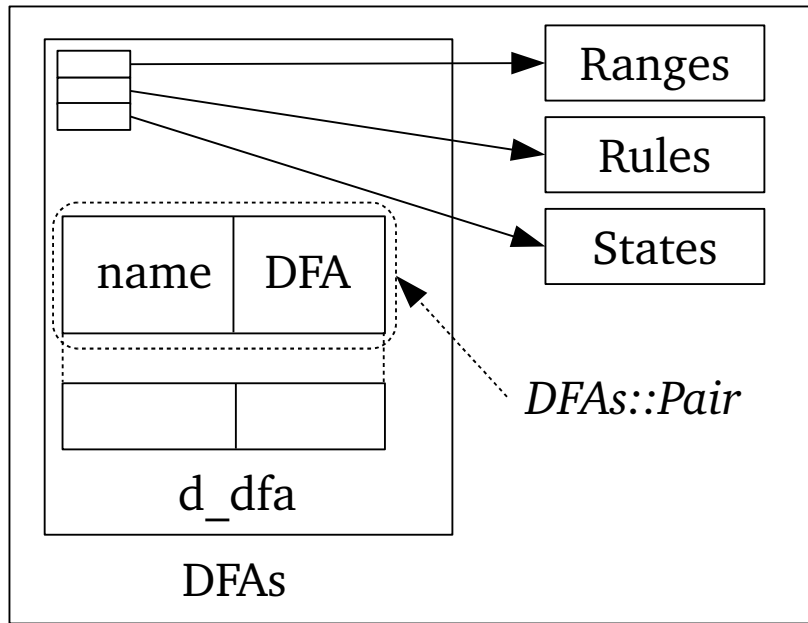 Ranges
Rules
States
name DFA
DFAs::Pair
d_dfa
DFAs